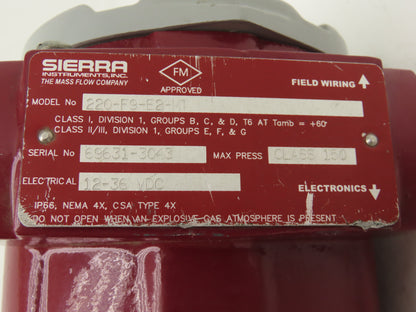 SIERRA
INSTRUMENTS, INC.
THE MASS FLOW COMPANY
FM
APPROVED
FIELD WIRING
MODEL No 220-F9-E2-M1
CLASS I, DIVISION 1, GROUPS B, C, & D, T6 AT Tamb = +60°
CLASS II/III, DIVISION 1, GROUPS E, F, & G
SERIAL No 69631-3043 MAX PRESS CLASS 150
ELECTRICAL 12-36 VDC
ELECTRONICS
IP66, NEMA 4X, CSA TYPE 4X
DO NOT OPEN WHEN AN EXPLOSIVE GAS ATMOSPHERE IS PRESENT